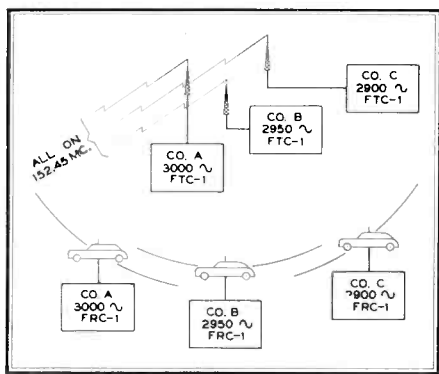 CO. C
2900 ~
FTC-1
CO. B
2950 ~
FTC-1
ALL ON
152.45 MC.
CO. A
3000 ~
FTC-1
CO. A
3000 ~
FRC-1
CO. B
2950 ~
FRC-1
CO. C
2900 ~
FRC-1